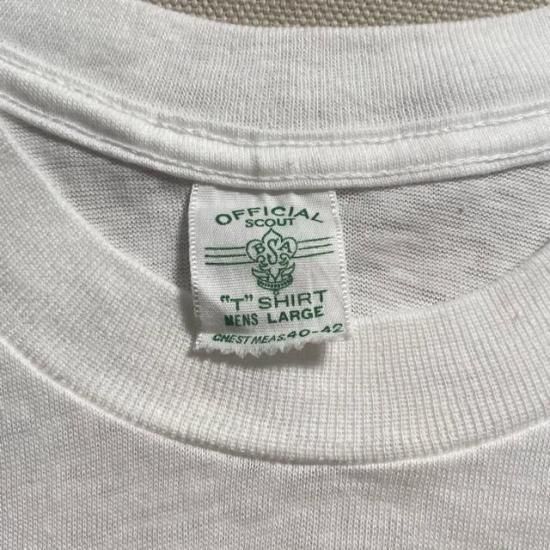 OFFICIAL
SCOUT
BSA
"T" SHIRT
MENS LARGE
CHEST MEAS. 40-42